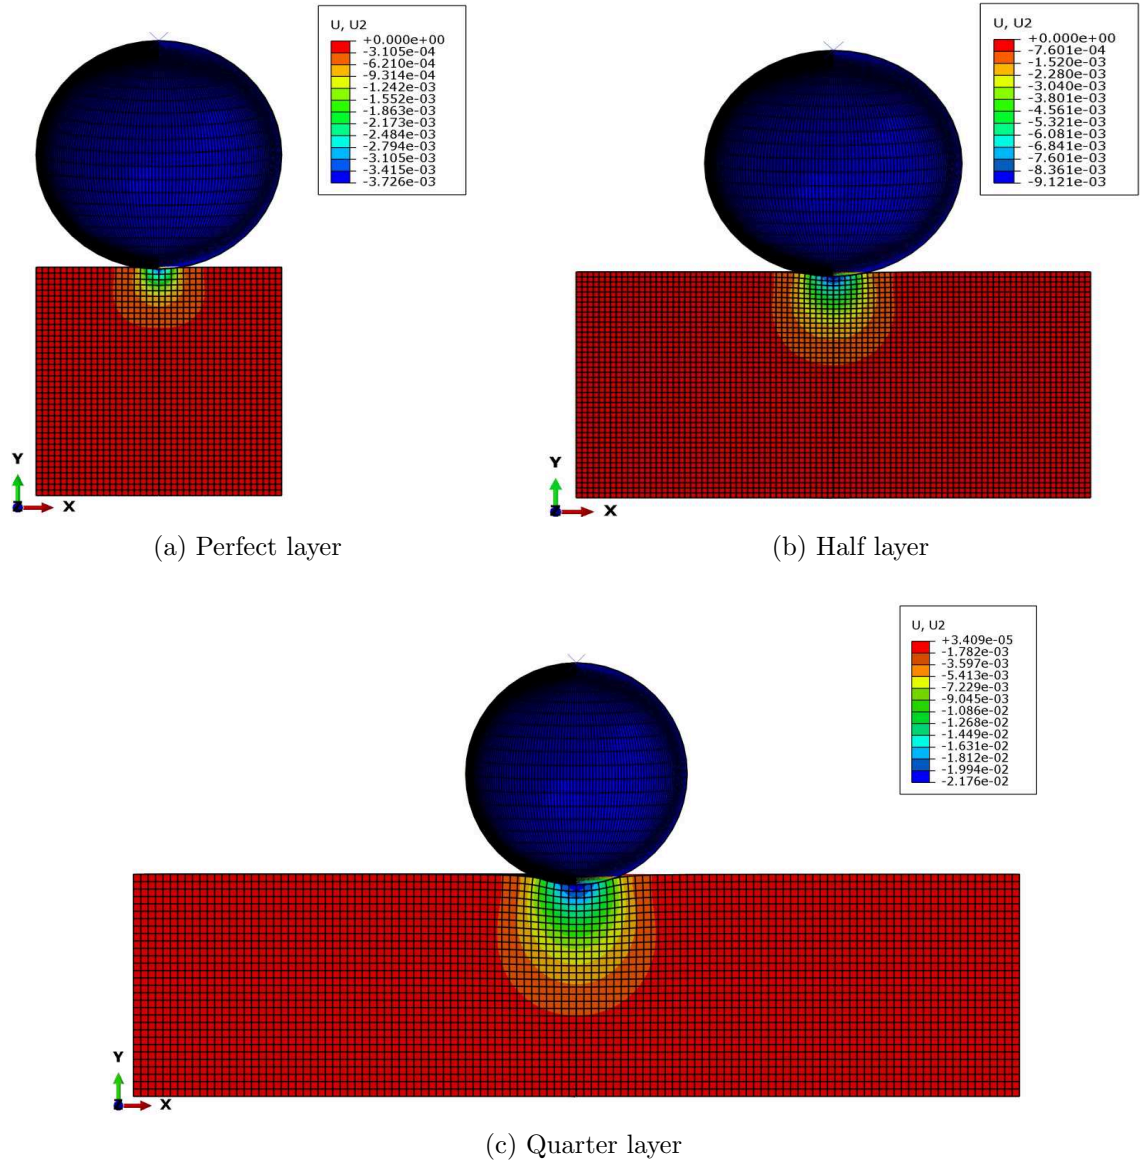 U, U2
+0.000e+00
-3.105e-04
-6.210e-04
-9.314e-04
-1.242e-03
-1.552e-03
-1.863e-03
-2.173e-03
-2.484e-03
-2.794e-03
-3.105e-03
-3.415e-03
-3.726e-03
Y
X
(a) Perfect layer
U, U2
+0.000e+00
-7.601e-04
-1.520e-03
-2.280e-03
-3.040e-03
-3.801e-03
-4.561e-03
-5.321e-03
-6.081e-03
-6.841e-03
-7.601e-03
-8.361e-03
-9.121e-03
Y
X
(b) Half layer
U, U2
+3.409e-05
-1.782e-03
-3.597e-03
-5.413e-03
-7.229e-03
-9.045e-03
-1.086e-02
-1.268e-02
-1.449e-02
-1.631e-02
-1.812e-02
-1.994e-02
-2.176e-02
Y
X
(c) Quarter layer